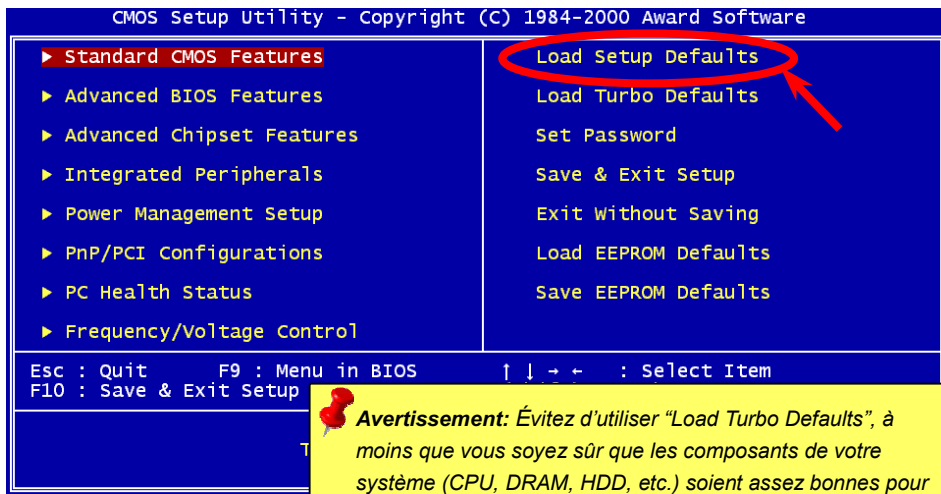 CMOS Setup Utility – Copyright (C) 1984–2000 Award Software
▶ Standard CMOS Features
▶ Advanced BIOS Features
▶ Advanced Chipset Features
▶ Integrated Peripherals
▶ Power Management Setup
▶ PnP/PCI Configurations
▶ PC Health Status
▶ Frequency/Voltage Control
Load Setup Defaults
Load Turbo Defaults
Set Password
Save & Exit Setup
Exit Without Saving
Load EEPROM Defaults
Save EEPROM Defaults
Esc : Quit F9 : Menu in BIOS ↑ ↓ → ← : Select Item
F10 : Save & Exit Setup
Avertissement: Évitez d’utiliser “Load Turbo Defaults”, à
moins que vous soyez sûr que les composants de votre
système (CPU, DRAM, HDD, etc.) soient assez bonnes pour